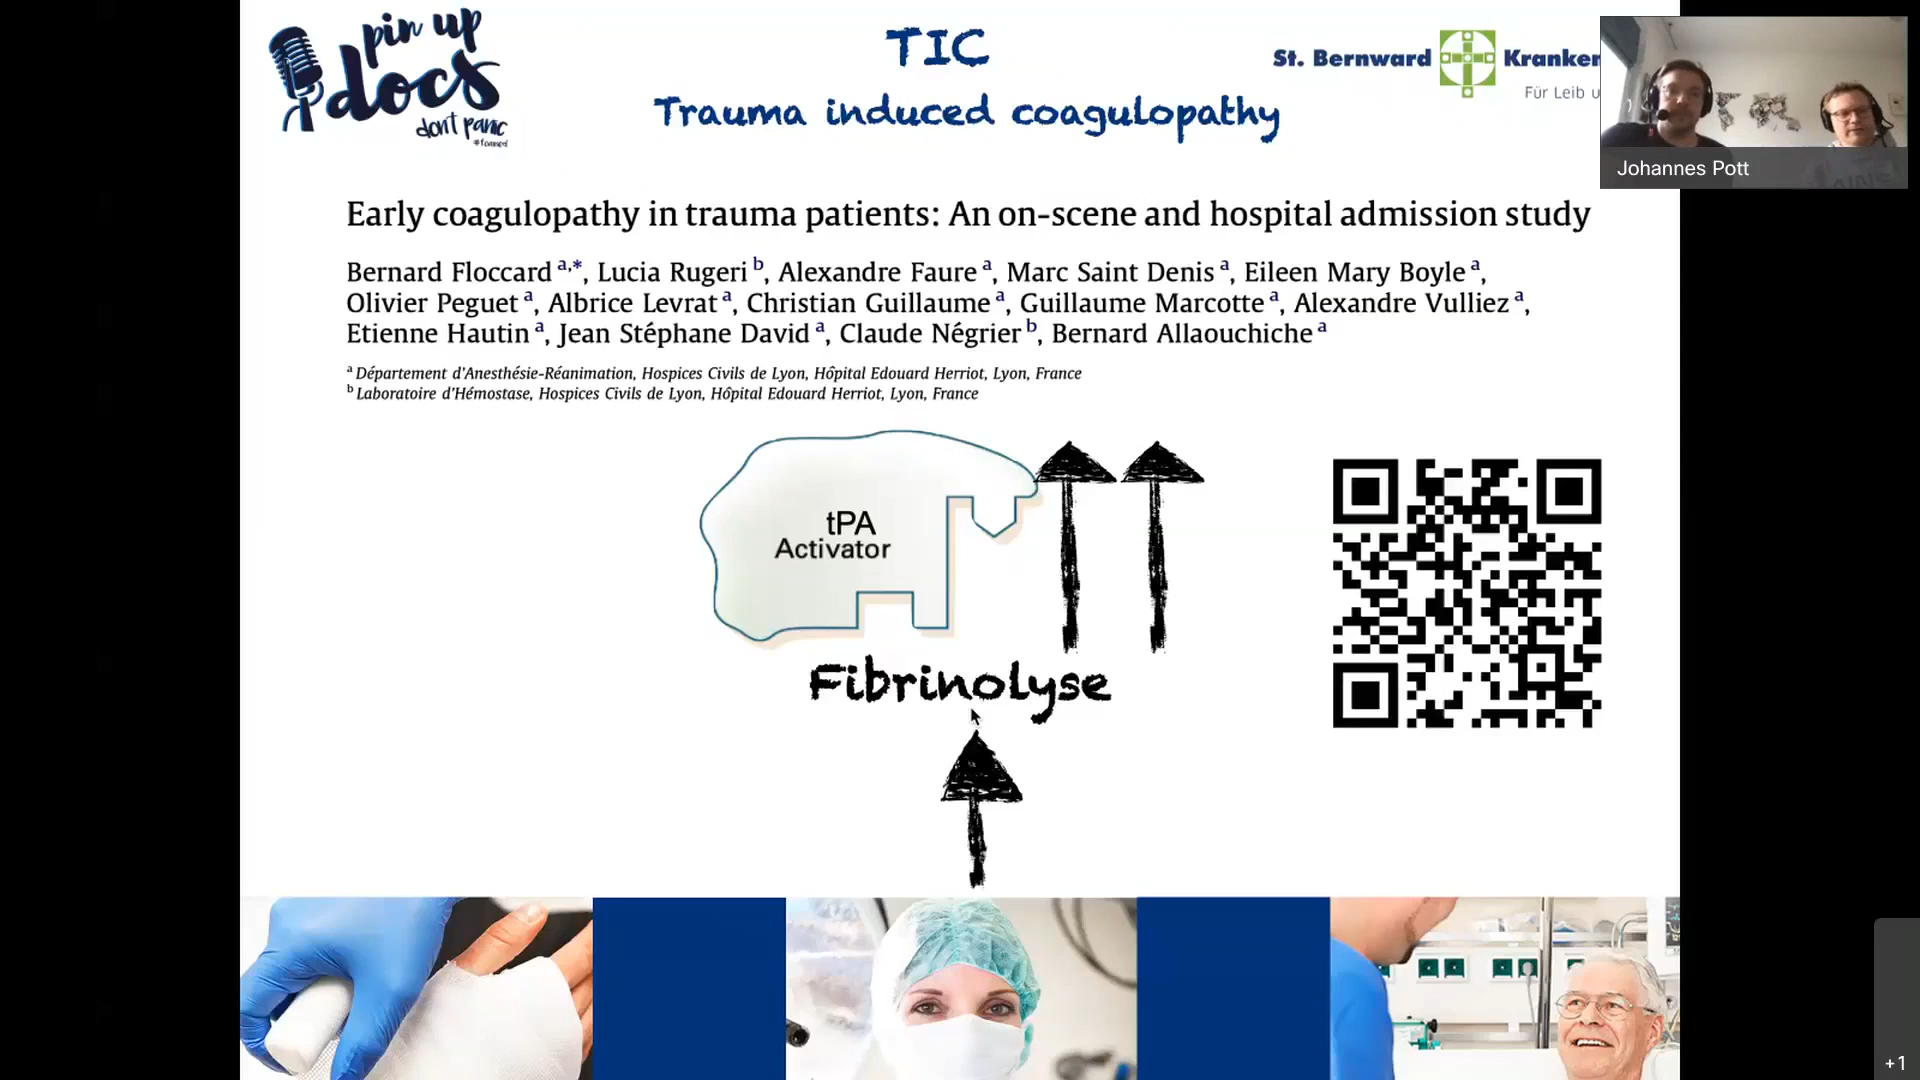 pin up
docs
don't panic
#foamed
TIC
Trauma induced coagulopathy
St. Bernward Kranken
Für Leib u
Johannes Pott
Early coagulopathy in trauma patients: An on-scene and hospital admission study
Bernard Floccard a,*, Lucia Rugeri b, Alexandre Faure a, Marc Saint Denis a, Eileen Mary Boyle a,
Olivier Peguet a, Albrice Levrat a, Christian Guillaume a, Guillaume Marcotte a, Alexandre Vulliez a,
Etienne Hautin a, Jean Stéphane David a, Claude Négrier b, Bernard Allaouchiche a
a Département d'Anesthésie-Réanimation, Hospices Civils de Lyon, Hôpital Edouard Herriot, Lyon, France
b Laboratoire d'Hémostase, Hospices Civils de Lyon, Hôpital Edouard Herriot, Lyon, France
tPA
Activator
Fibrinolyse
+1